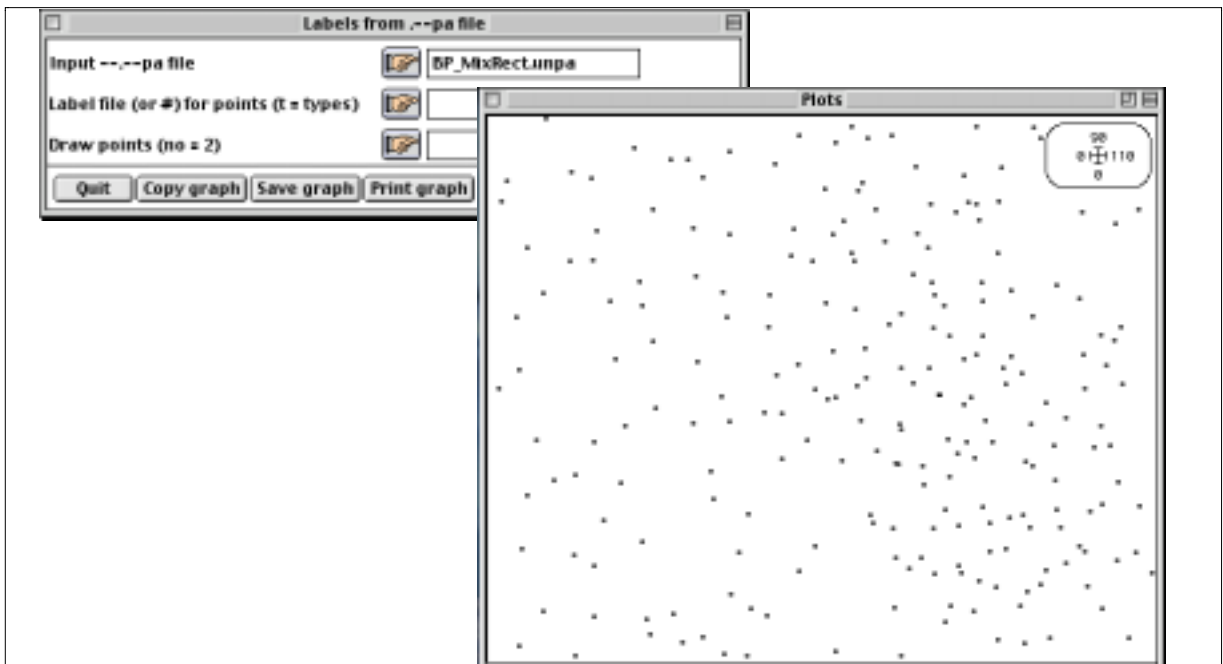 Labels from .--pa file
Input --.--pa file
BP_MixRect.unpa
Label file (or #) for points (t = types)
Draw points (no = 2)
Quit Copy graph Save graph Print graph
Plots
90
0 110
0